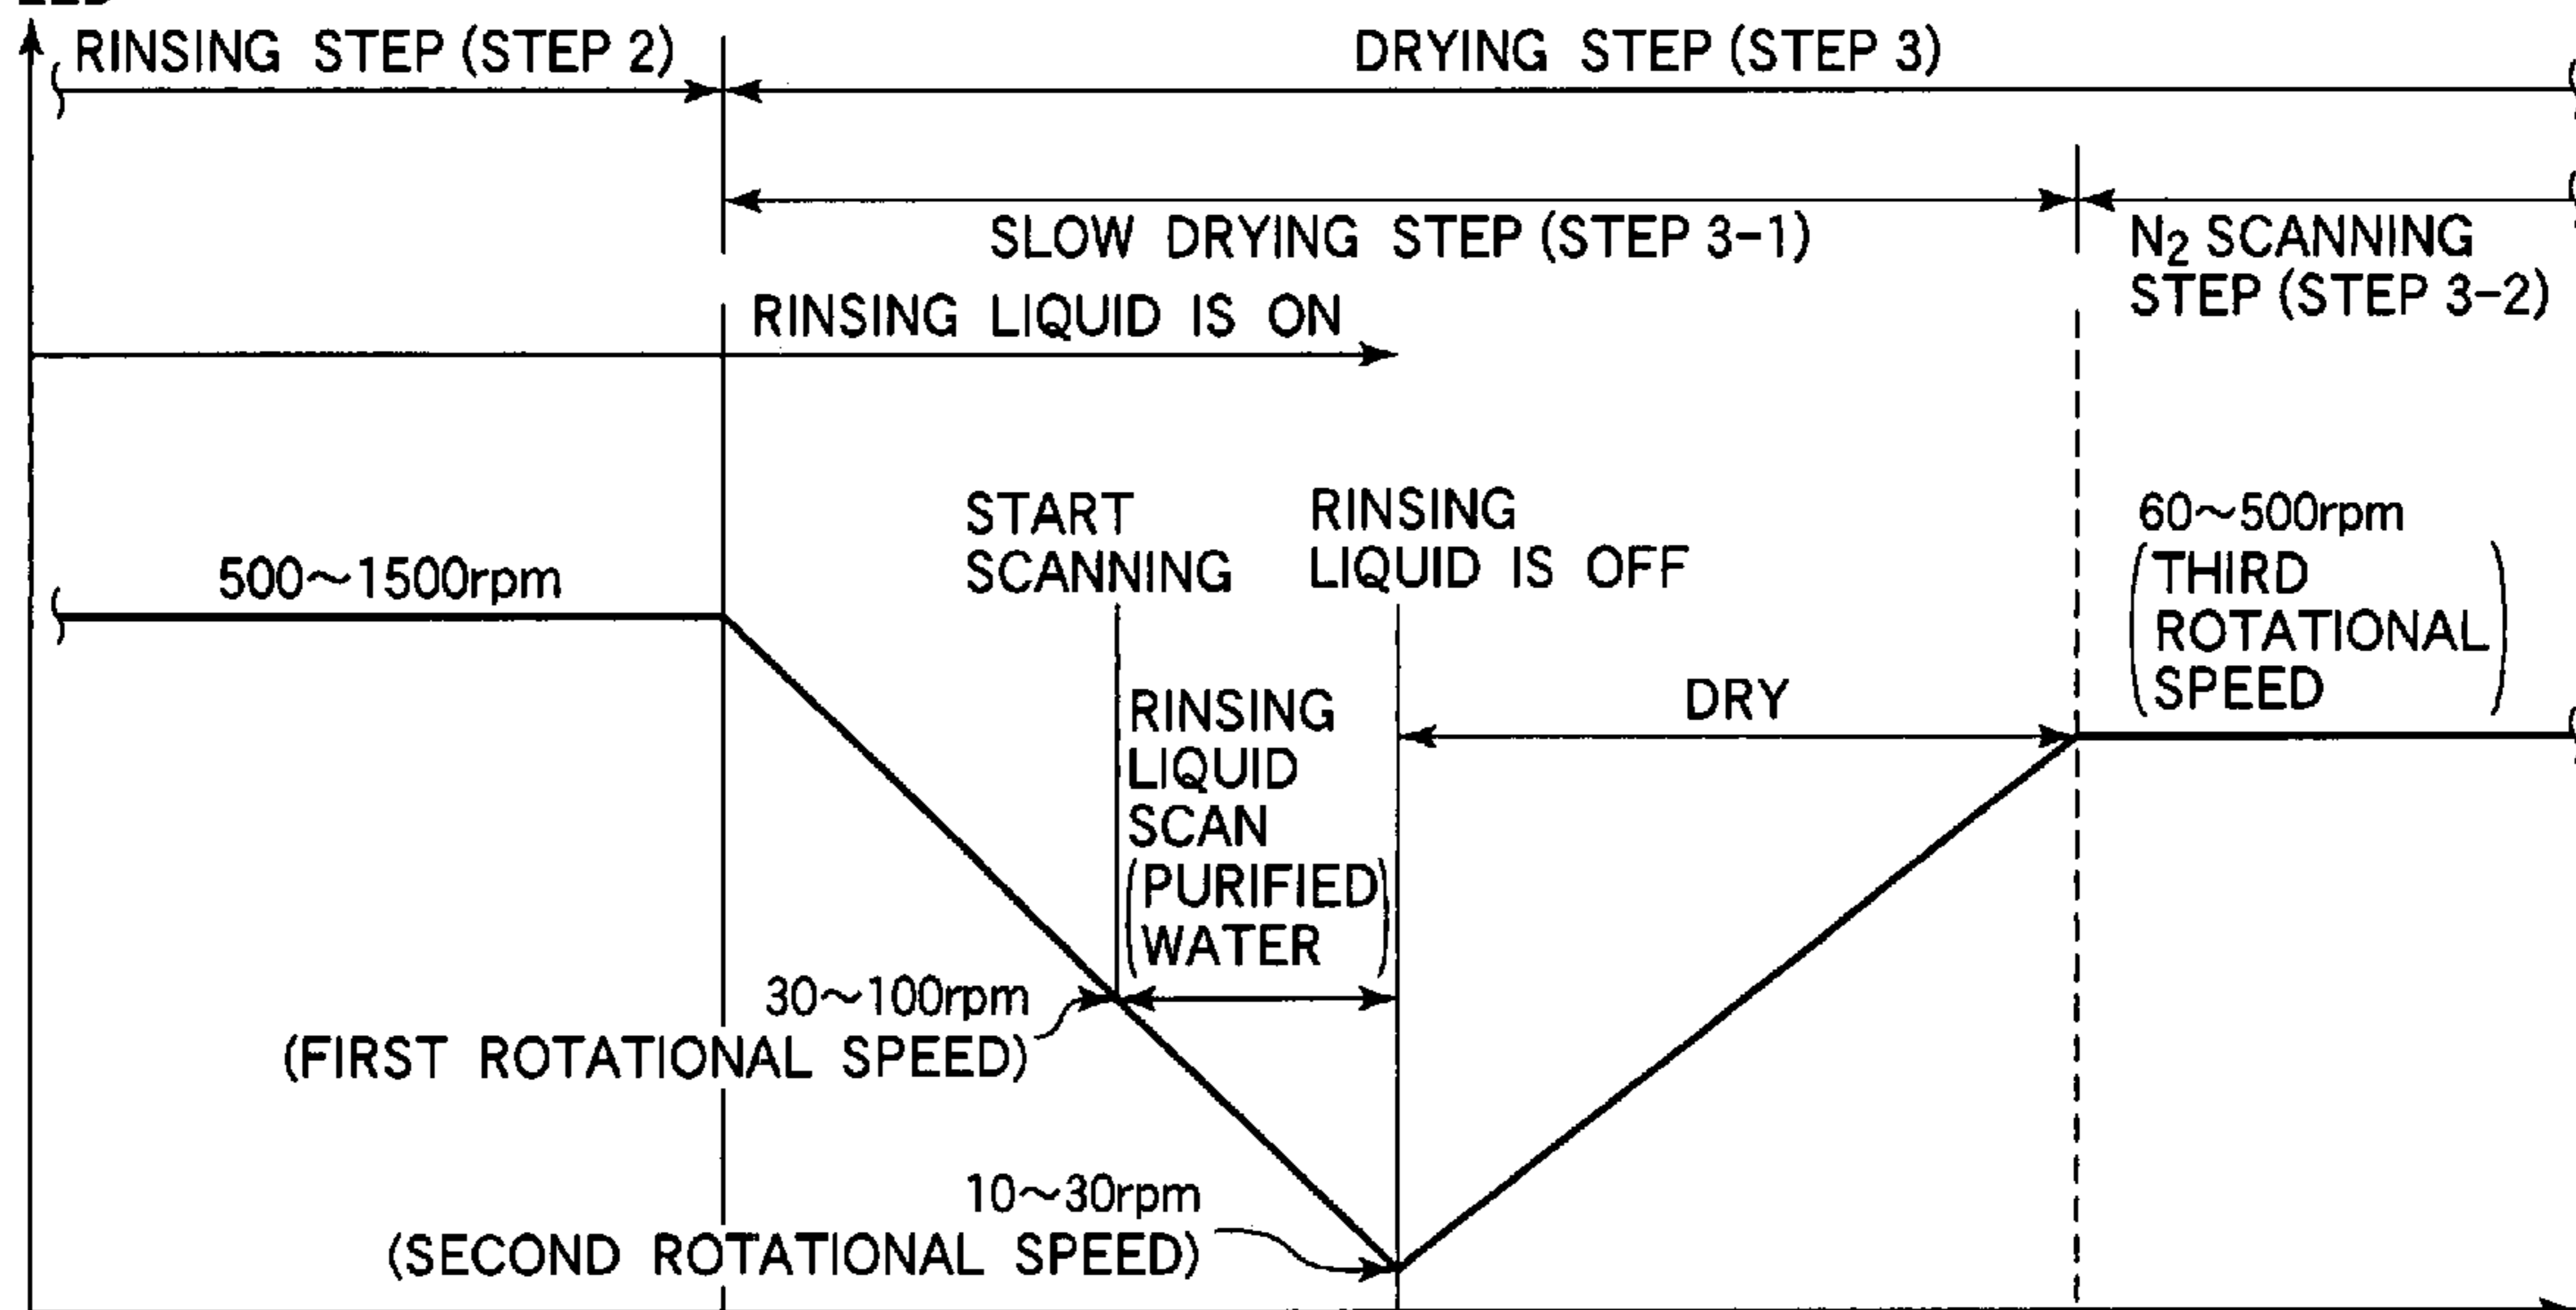 RINSING STEP (STEP 2)
DRYING STEP (STEP 3)
SLOW DRYING STEP (STEP 3-1)
N2 SCANNING
STEP (STEP 3-2)
RINSING LIQUID IS ON
START
SCANNING
RINSING
LIQUID IS OFF
500~1500rpm
60~500rpm
(THIRD
ROTATIONAL
SPEED)
RINSING
LIQUID
SCAN
(PURIFIED
WATER)
DRY
30~100rpm
(FIRST ROTATIONAL SPEED)
10~30rpm
(SECOND ROTATIONAL SPEED)